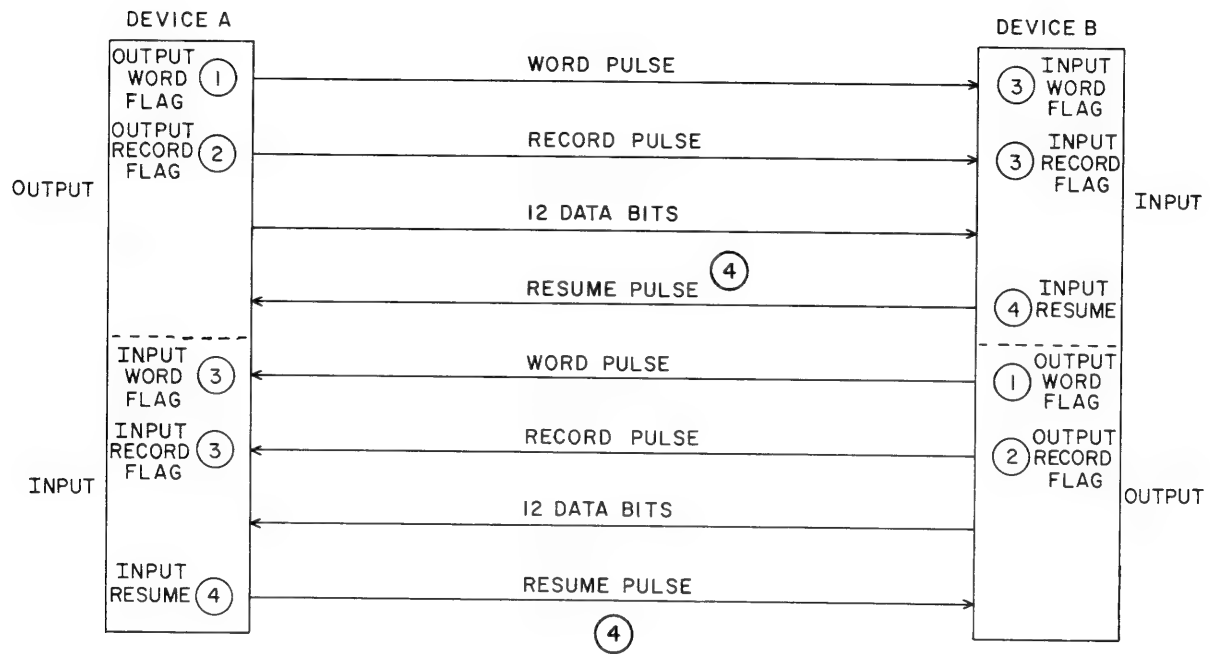 DEVICE A
DEVICE B
OUTPUT
WORD
FLAG
1
WORD PULSE
3
INPUT
WORD
FLAG
OUTPUT
RECORD
FLAG
2
RECORD PULSE
3
INPUT
RECORD
FLAG
OUTPUT
INPUT
12 DATA BITS
4
RESUME PULSE
4
INPUT
RESUME
INPUT
WORD
FLAG
3
WORD PULSE
1
OUTPUT
WORD
FLAG
INPUT
RECORD
FLAG
3
RECORD PULSE
2
OUTPUT
RECORD
FLAG
INPUT
OUTPUT
12 DATA BITS
INPUT
RESUME
4
RESUME PULSE
4